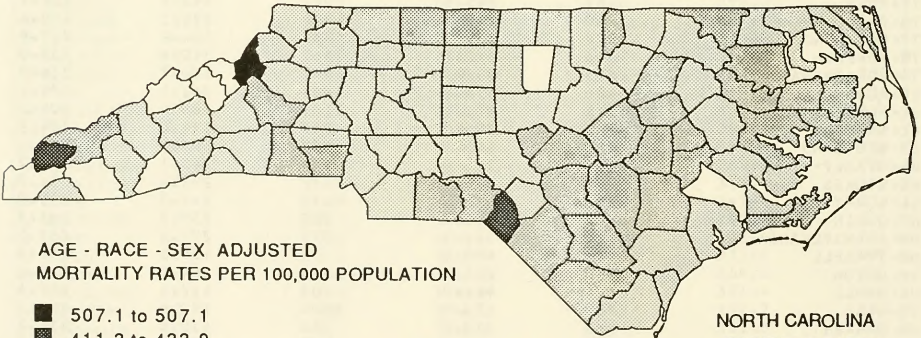 AGE - RACE - SEX ADJUSTED
MORTALITY RATES PER 100,000 POPULATION
507.1 to 507.1
NORTH CAROLINA